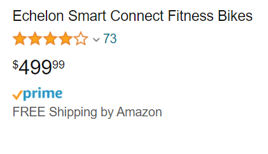 Echelon Smart Connect Fitness Bikes
73
$49999
prime
FREE Shipping by Amazon